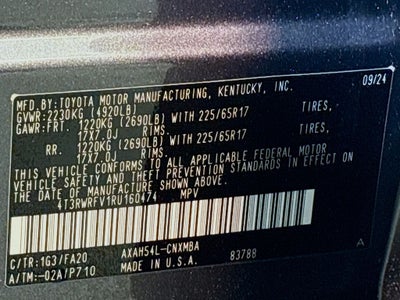 MFD.BY:TOYOTA MOTOR MANUFACTURING, KENTUCKY, INC. 09/24
GVWR:2230KG (4920LB)
GAWR:FRT. 1220KG (2690LB) WITH 225/65R17 TIRES,
17X7.0J RIMS.
RR. 1220KG (2690LB) WITH 225/65R17 TIRES,
17X7.0J RIMS.
THIS VEHICLE CONFORMS TO ALL APPLICABLE FEDERAL MOTOR
VEHICLE SAFETY AND THEFT PREVENTION STANDARDS IN EFFECT
ON THE DATE OF MANUFACTURE SHOWN ABOVE.
4T3RWRFV1RU160474 MPV
C/TR:1G3/FA20 AXAH54L-CNXMBA 83788
A/TM:-02A/P710 MADE IN U.S.A. A